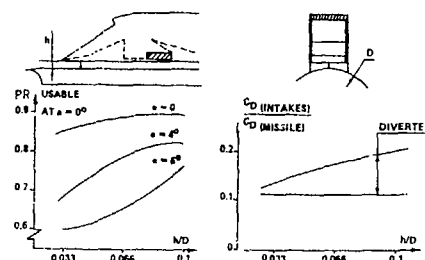 h
D
PR USABLE
AT α = 0°
α = 0
α = 4°
α = 6°
0.9
0.8
0.7
0.6
0.033
0.066
0.1
h/D
CD (INTAKES)
CD (MISSILE)
DIVERTE
0.2
0.1
0
0.033
0.066
0.1
h/D